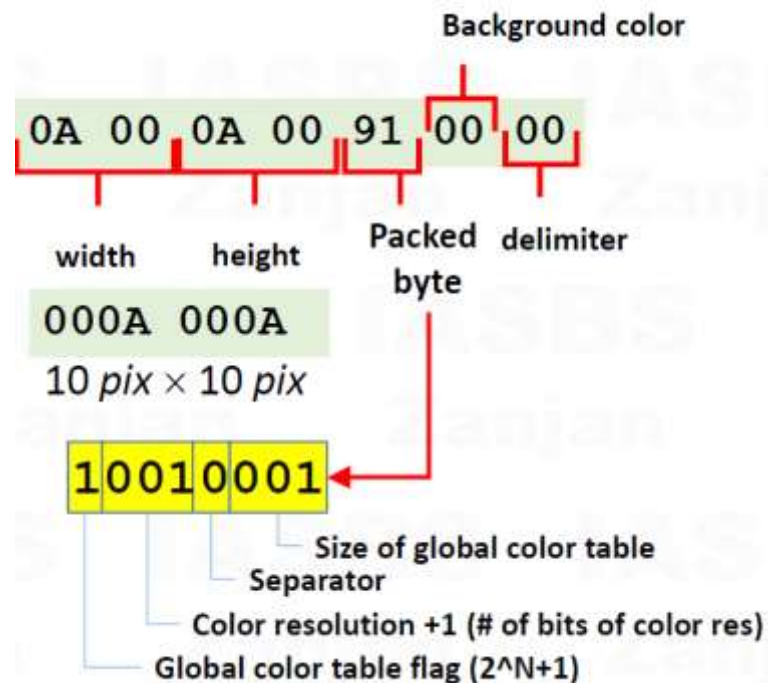 Background color
0A 00 0A 00 91 00 00
width height Packed byte delimiter
000A 000A
10 pix × 10 pix
10010001
Size of global color table
Separator
Color resolution +1 (# of bits of color res)
Global color table flag (2^N+1)
IASBS
Zanjan